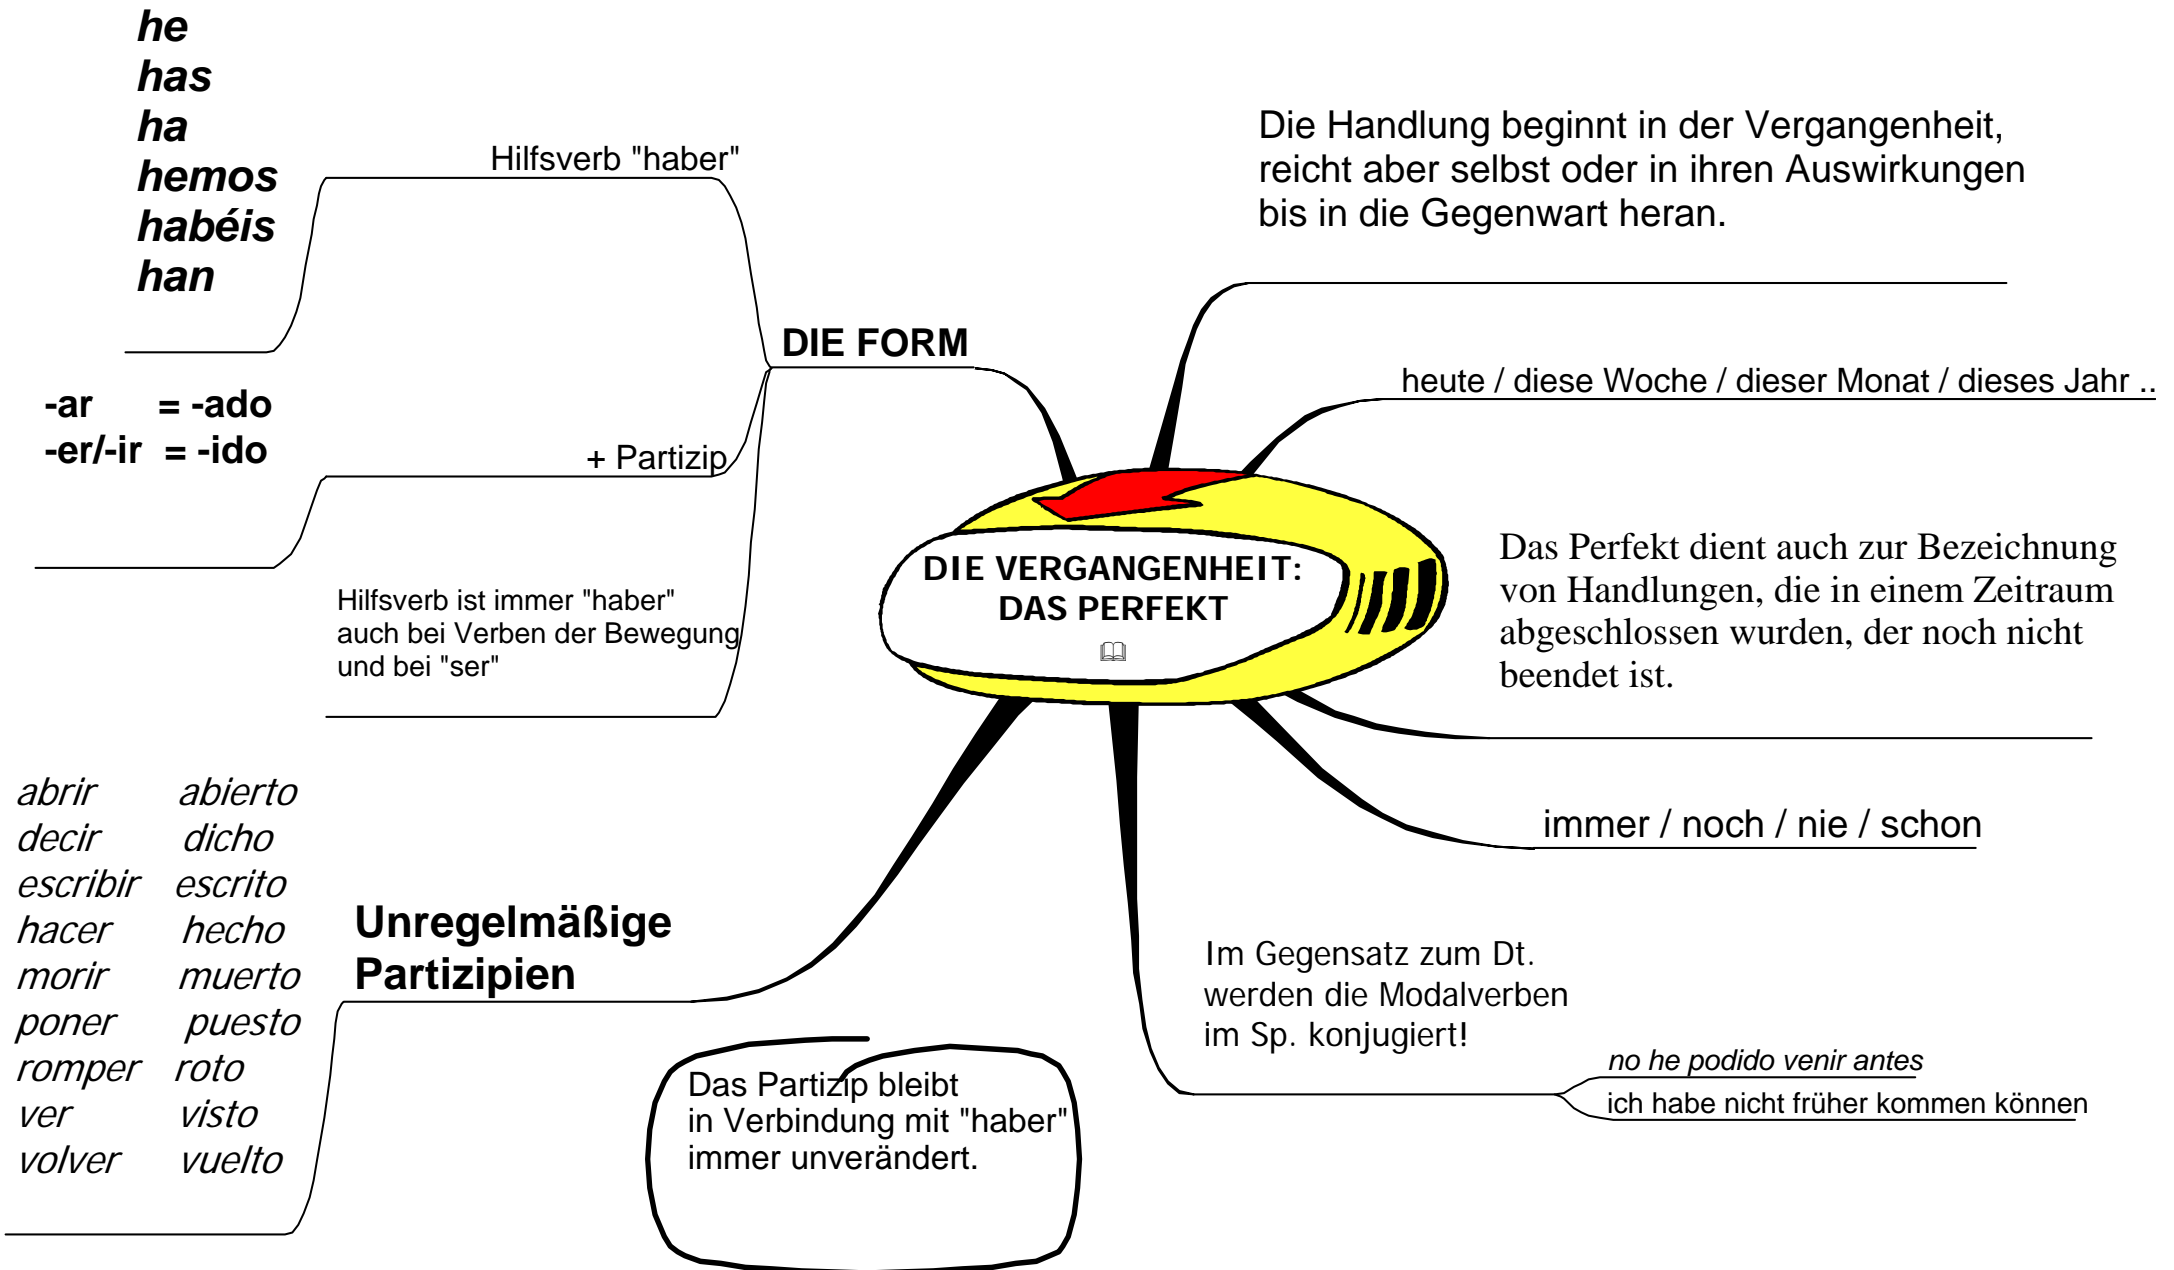 he
has
ha
hemos
habéis
han
Hilfsverb "haber"
-ar = -ado
-er/-ir = -ido
+ Partizip
Hilfsverb ist immer "haber"
auch bei Verben der Bewegung
und bei "ser"
DIE FORM
abrir abierto
decir dicho
escribir escrito
hacer hecho
morir muerto
poner puesto
romper roto
ver visto
volver vuelto
Unregelmäßige
Partizipien
Das Partizip bleibt
in Verbindung mit "haber"
immer unverändert.
DIE VERGANGENHEIT:
DAS PERFEKT
Die Handlung beginnt in der Vergangenheit,
reicht aber selbst oder in ihren Auswirkungen
bis in die Gegenwart heran.
heute / diese Woche / dieser Monat / dieses Jahr ..
Das Perfekt dient auch zur Bezeichnung
von Handlungen, die in einem Zeitraum
abgeschlossen wurden, der noch nicht
beendet ist.
immer / noch / nie / schon
Im Gegensatz zum Dt.
werden die Modalverben
im Sp. konjugiert!
no he podido venir antes
ich habe nicht früher kommen können